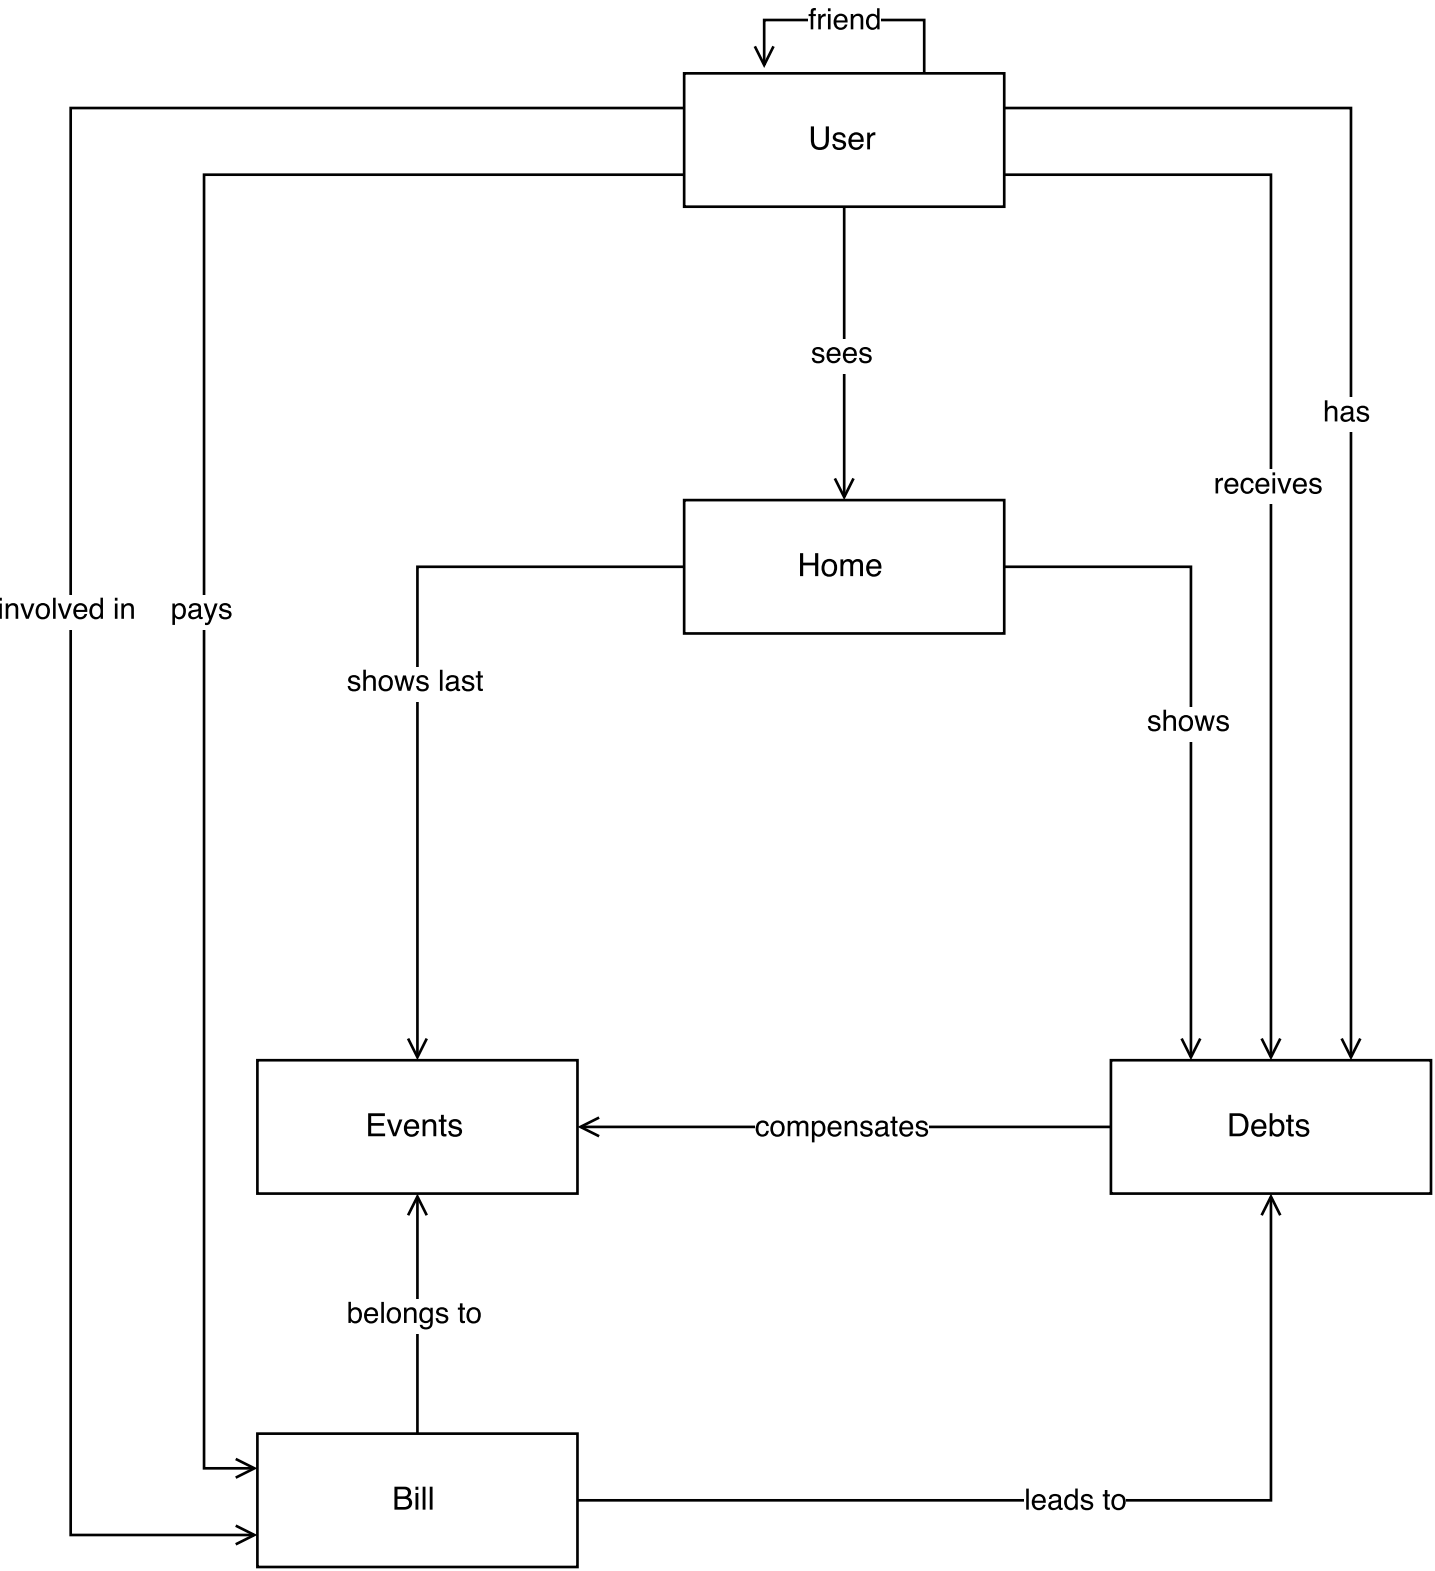 friend
User
sees
has
receives
Home
involved in
pays
shows last
shows
Events
compensates
Debts
belongs to
Bill
leads to